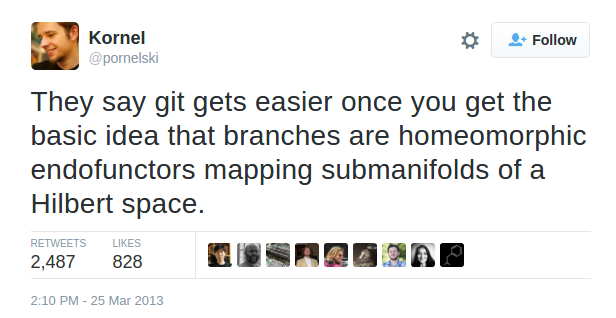 Kornel
@pornelski
Follow
They say git gets easier once you get the
basic idea that branches are homeomorphic
endofunctors mapping submanifolds of a
Hilbert space.
RETWEETS LIKES
2,487 828
2:10 PM - 25 Mar 2013